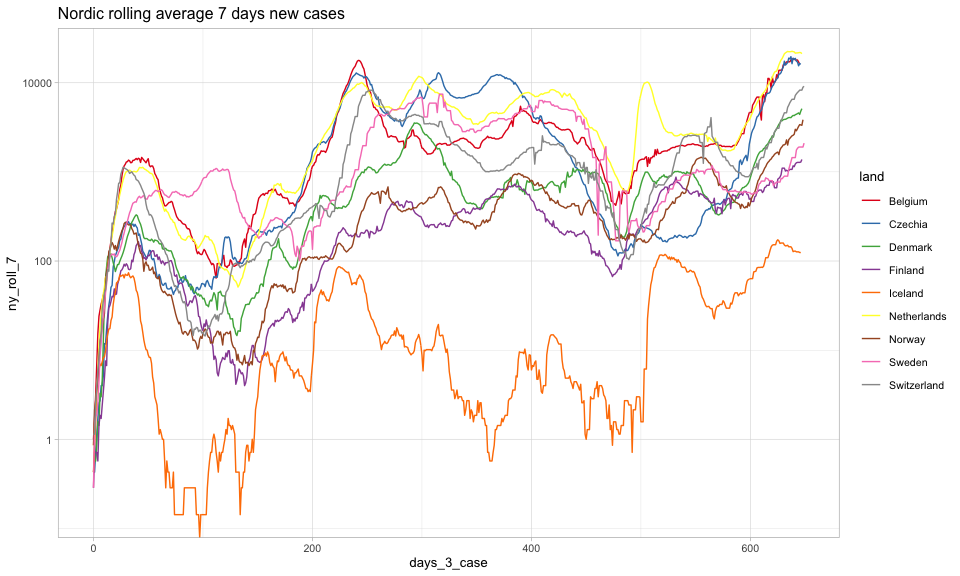 Nordic rolling average 7 days new cases
ny_roll_7
10000
100
1
0
200
400
600
days_3_case
land
Belgium
Czechia
Denmark
Finland
Iceland
Netherlands
Norway
Sweden
Switzerland